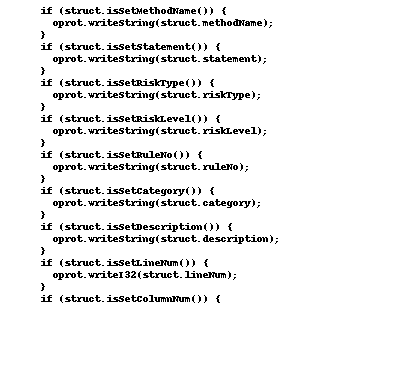 if (struct.isSetMethodName()) {
oprot.writeString(struct.methodName);
}
if (struct.isSetStatement()) {
oprot.writeString(struct.statement);
}
if (struct.isSetRiskType()) {
oprot.writeString(struct.riskType);
}
if (struct.isSetRiskLevel()) {
oprot.writeString(struct.riskLevel);
}
if (struct.isSetRuleNo()) {
oprot.writeString(struct.ruleNo);
}
if (struct.isSetCategory()) {
oprot.writeString(struct.category);
}
if (struct.isSetDescription()) {
oprot.writeString(struct.description);
}
if (struct.isSetLineNum()) {
oprot.writeI32(struct.lineNum);
}
if (struct.isSetColumnNum()) {